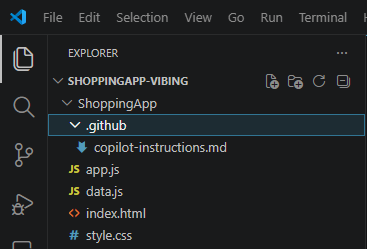 File Edit Selection View Go Run Terminal
EXPLORER ...
SHOPPINGAPP-VIBING
ShoppingApp
.github
copilot-instructions.md
JS app.js
JS data.js
<> index.html
# style.css